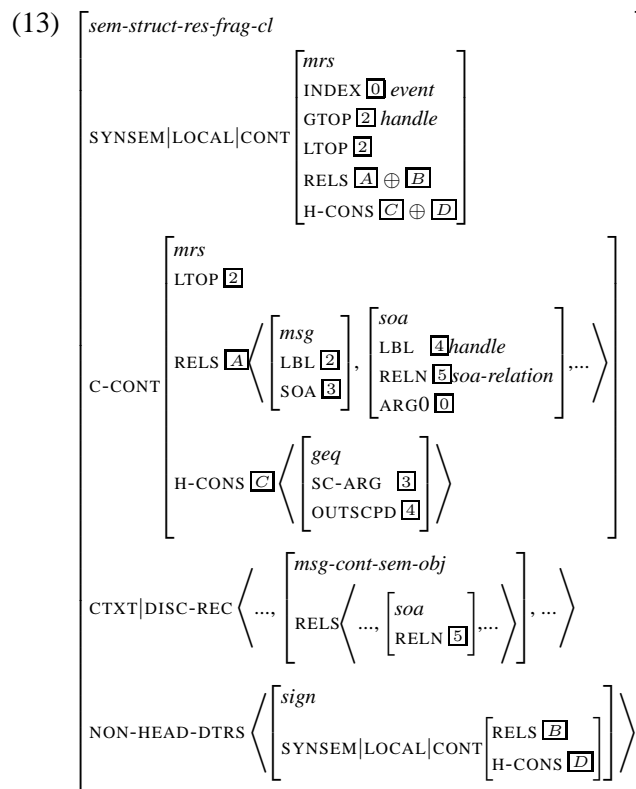 (13)
sem-struct-res-frag-cl
mrs
INDEX 0 event
GTOP 2 handle
SYNSEM|LOCAL|CONT LTOP 2
RELS A ⊕ B
H-CONS C ⊕ D
mrs
LTOP 2
msg soa
LBL 2 LBL 4 handle
C-CONT RELS A ⟨ SOA 3 , RELN 5 soa-relation ,... ⟩
ARG0 0
geq
H-CONS C ⟨ SC-ARG 3 ⟩
OUTSCPD 4
msg-cont-sem-obj
CTXT|DISC-REC ⟨ ..., RELS ⟨ ..., soa ,... ⟩ , ... ⟩
RELN 5
sign
NON-HEAD-DTRS ⟨ SYNSEM|LOCAL|CONT RELS B ⟩
H-CONS D